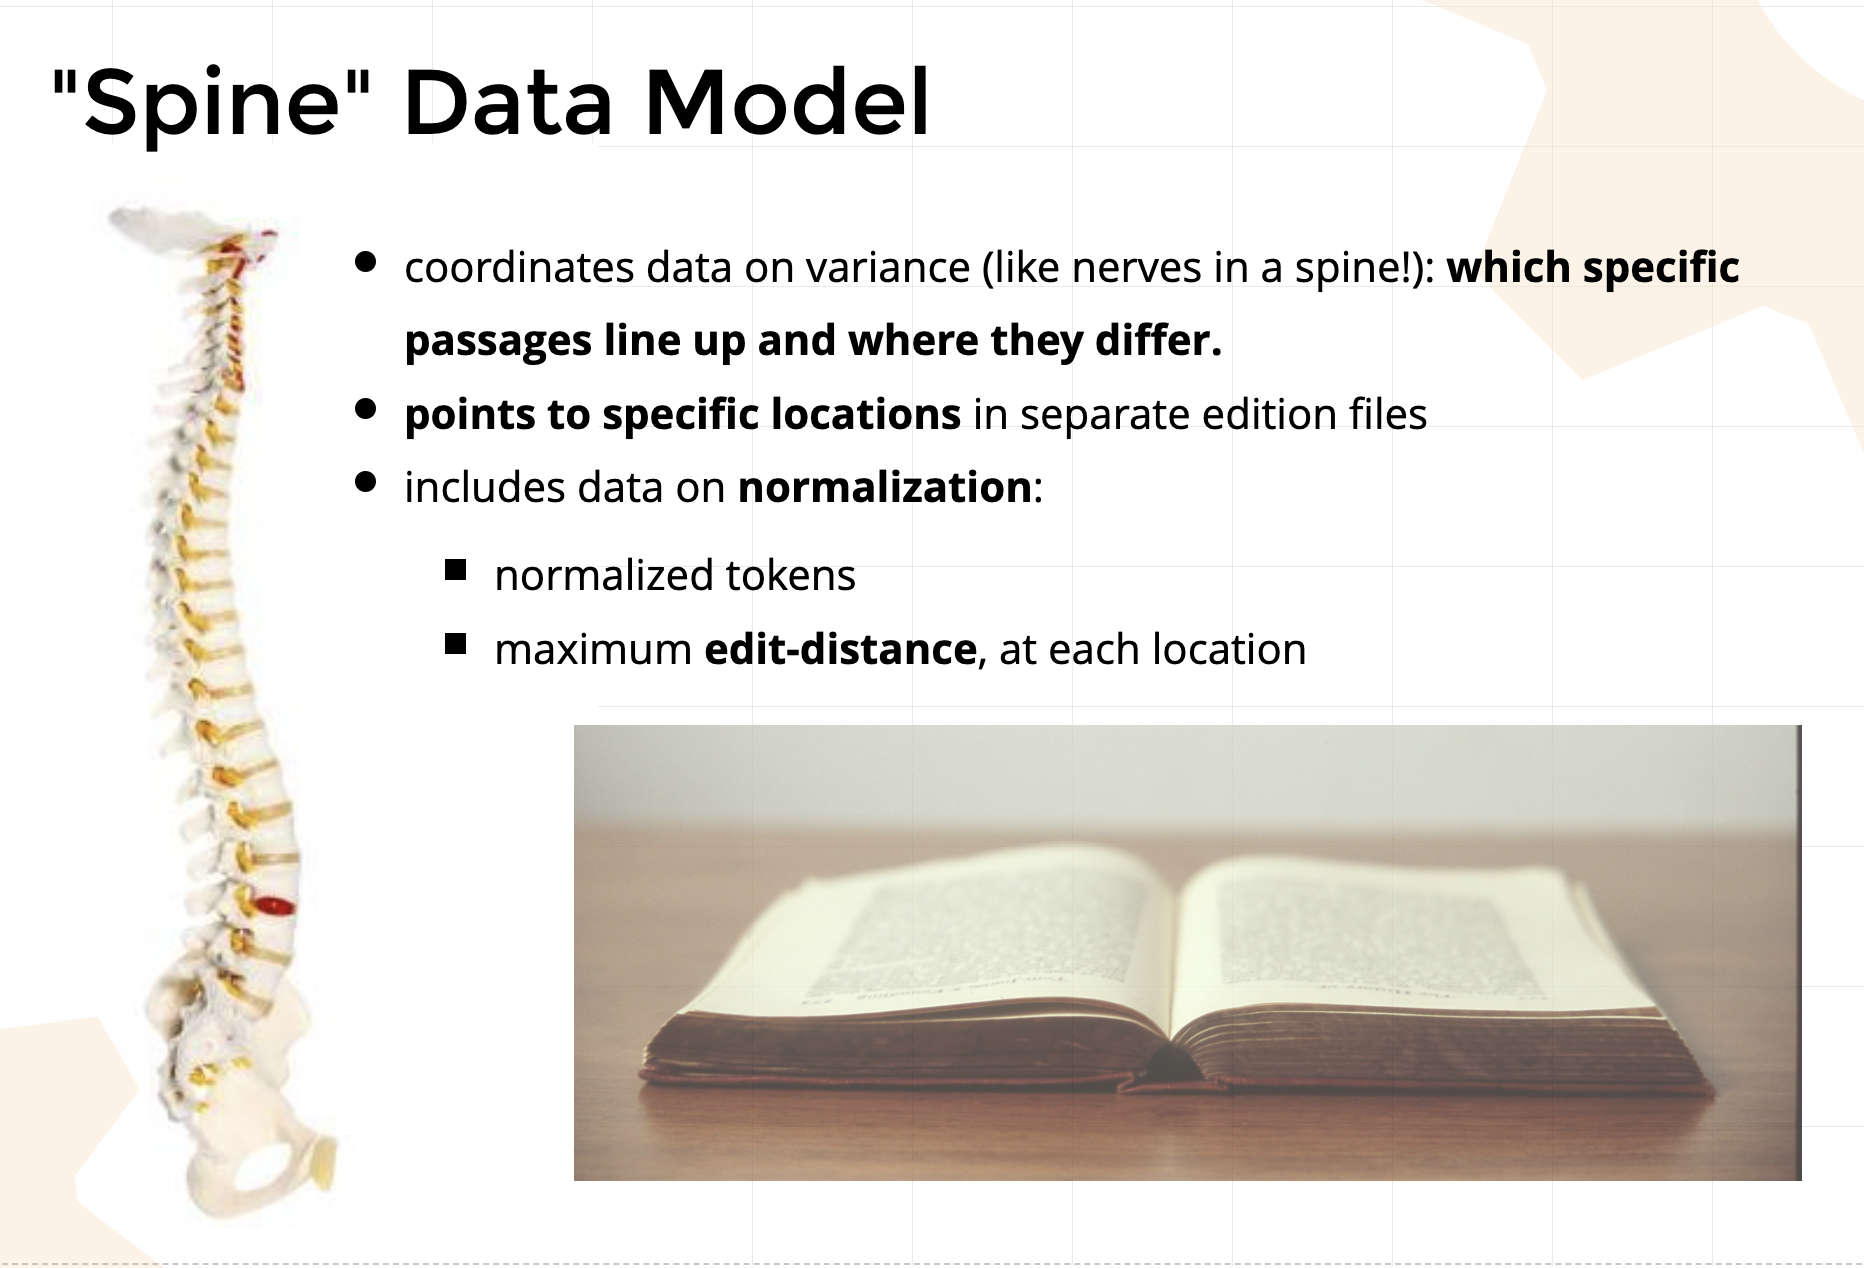 "Spine" Data Model
coordinates data on variance (like nerves in a spine!): which specific
passages line up and where they differ.
points to specific locations in separate edition files
includes data on normalization:
normalized tokens
maximum edit-distance, at each location